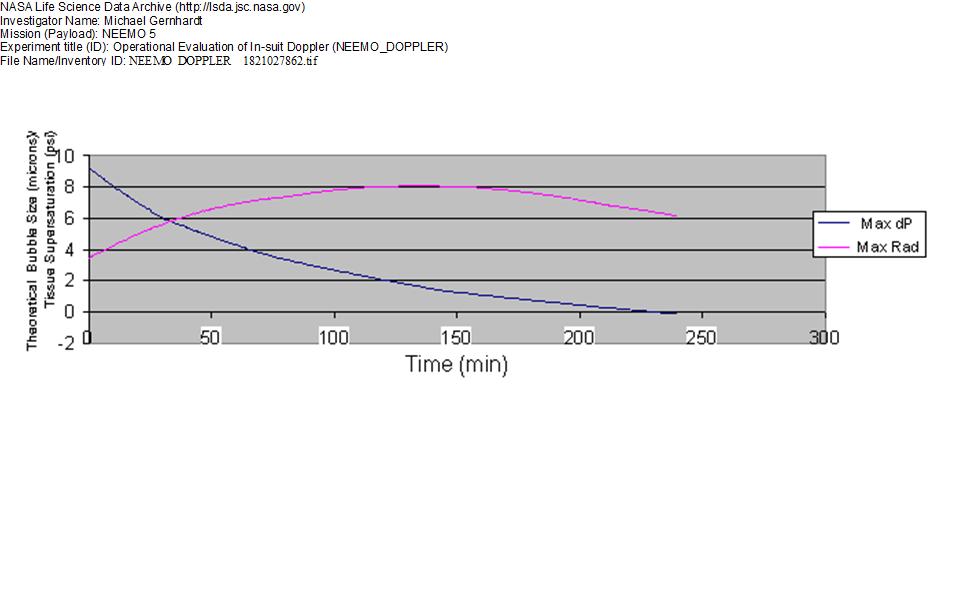 NASA Life Science Data Archive (http://lsda.jsc.nasa.gov)
Investigator Name: Michael Gernhardt
Mission (Payload): NEEMO 5
Experiment title (ID): Operational Evaluation of In-suit Doppler (NEEMO_DOPPLER)
File Name/Inventory ID: NEEMO DOPPLER 1821027862.tif
Theoretical Bubble Size (microns)/
Tissue Supersaturation (psi)
10
8
6
4
2
0
-2
0
50
100
150
200
250
300
Time (min)
Max dP
Max Rad